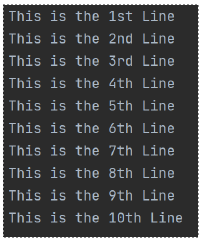 This is the 1st Line
This is the 2nd Line
This is the 3rd Line
This is the 4th Line
This is the 5th Line
This is the 6th Line
This is the 7th Line
This is the 8th Line
This is the 9th Line
This is the 10th Line